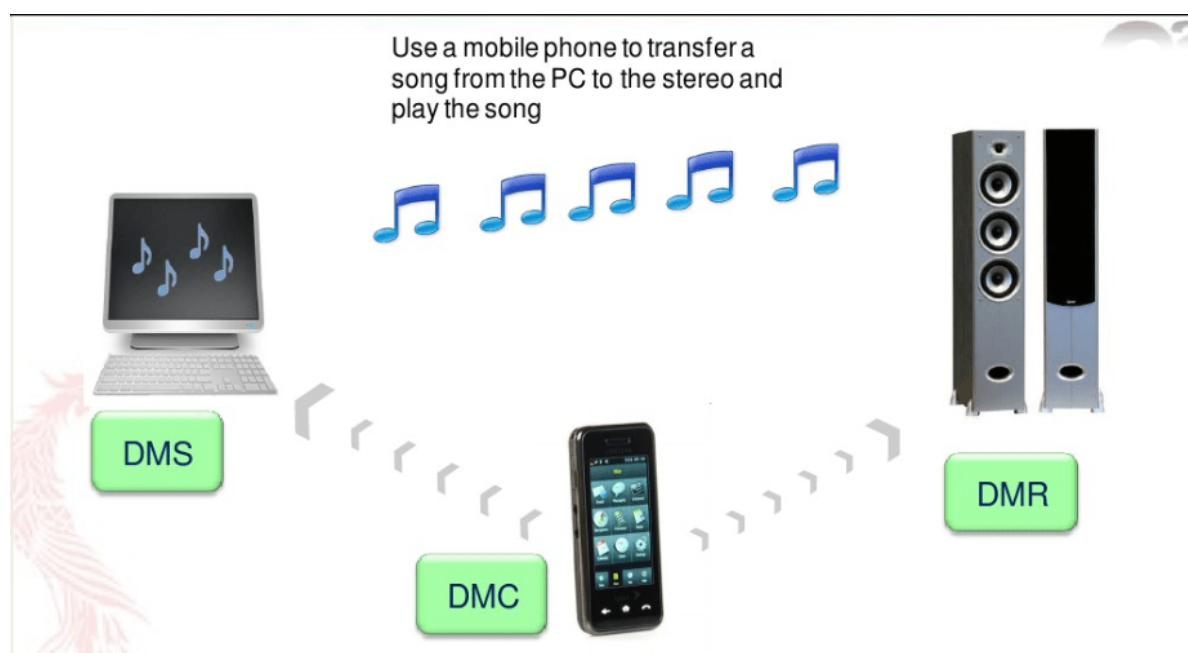 Use a mobile phone to transfer a
song from the PC to the stereo and
play the song
DMS
DMR
DMC